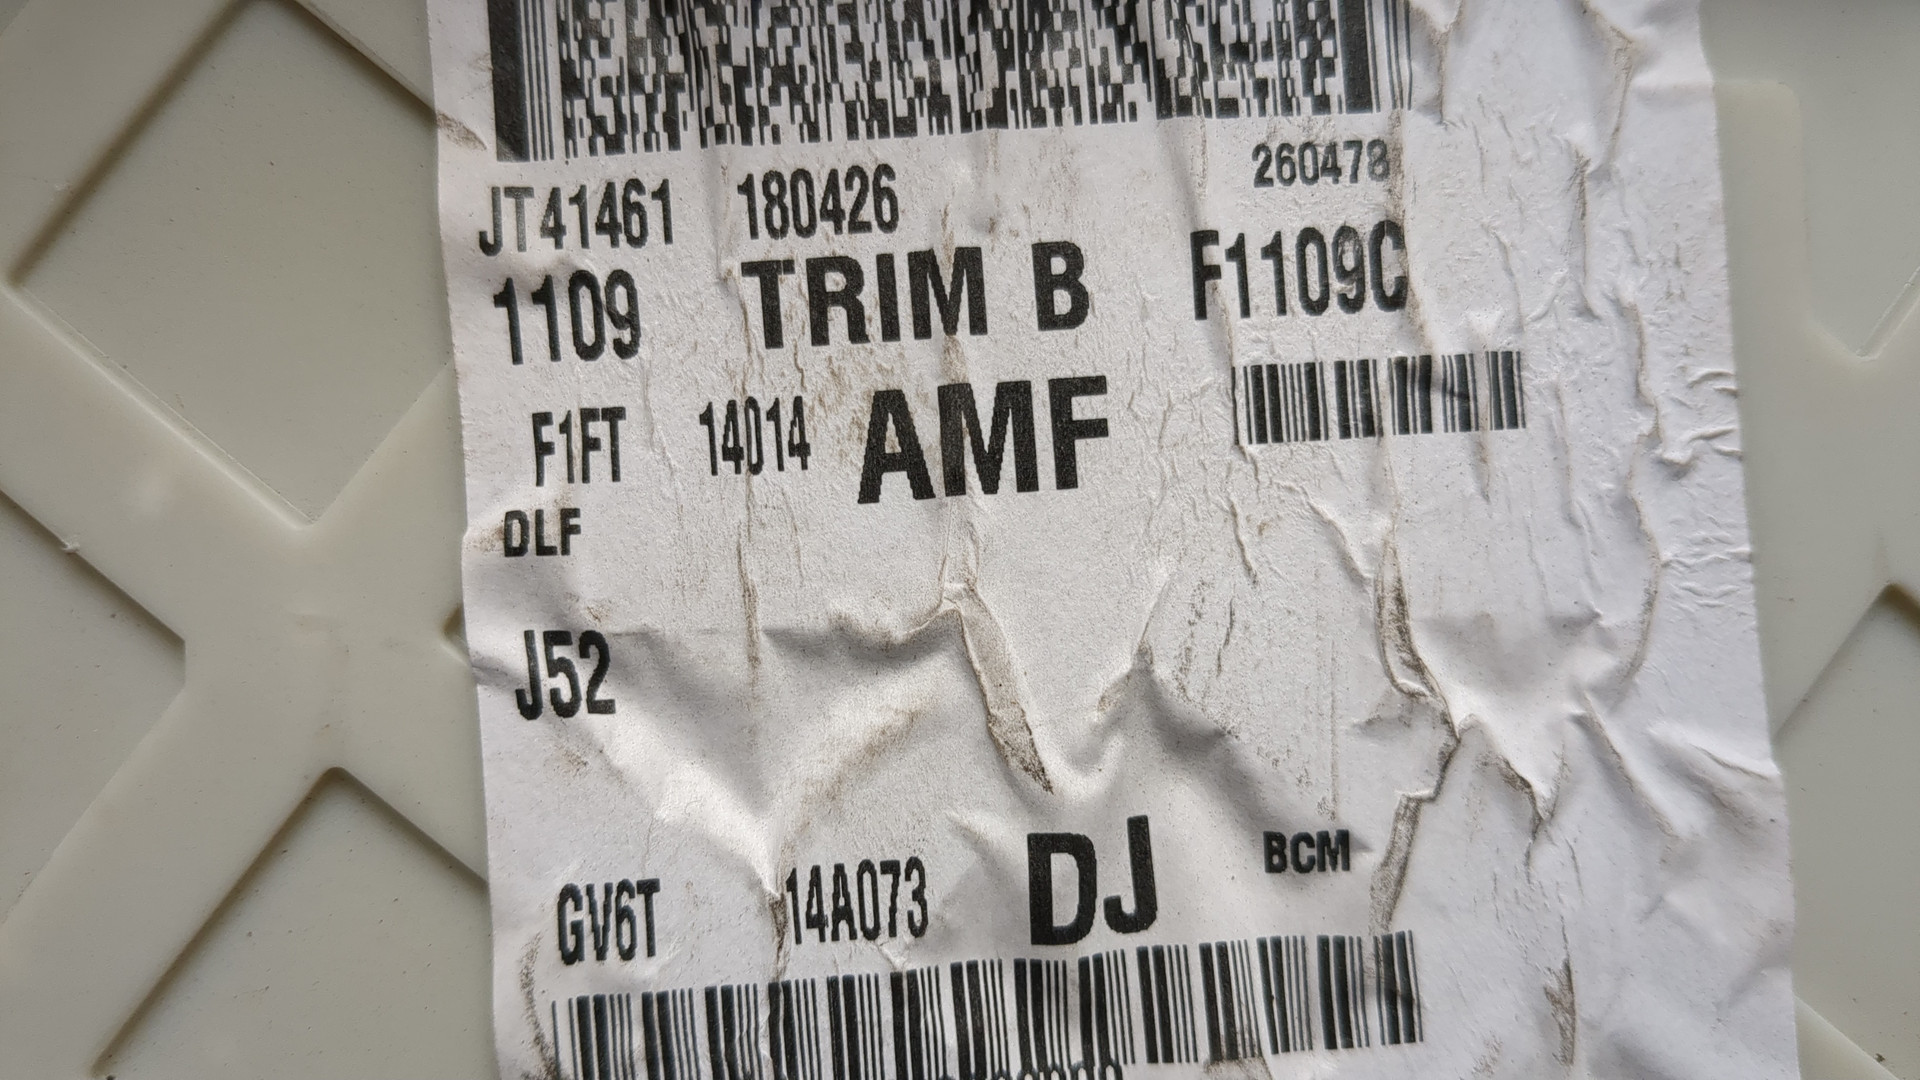 260478
JT41461 180426
1109 TRIM B F1109C
F1FT 14014 AMF
DLF
J52
GV6T 14A073 DJ BCM